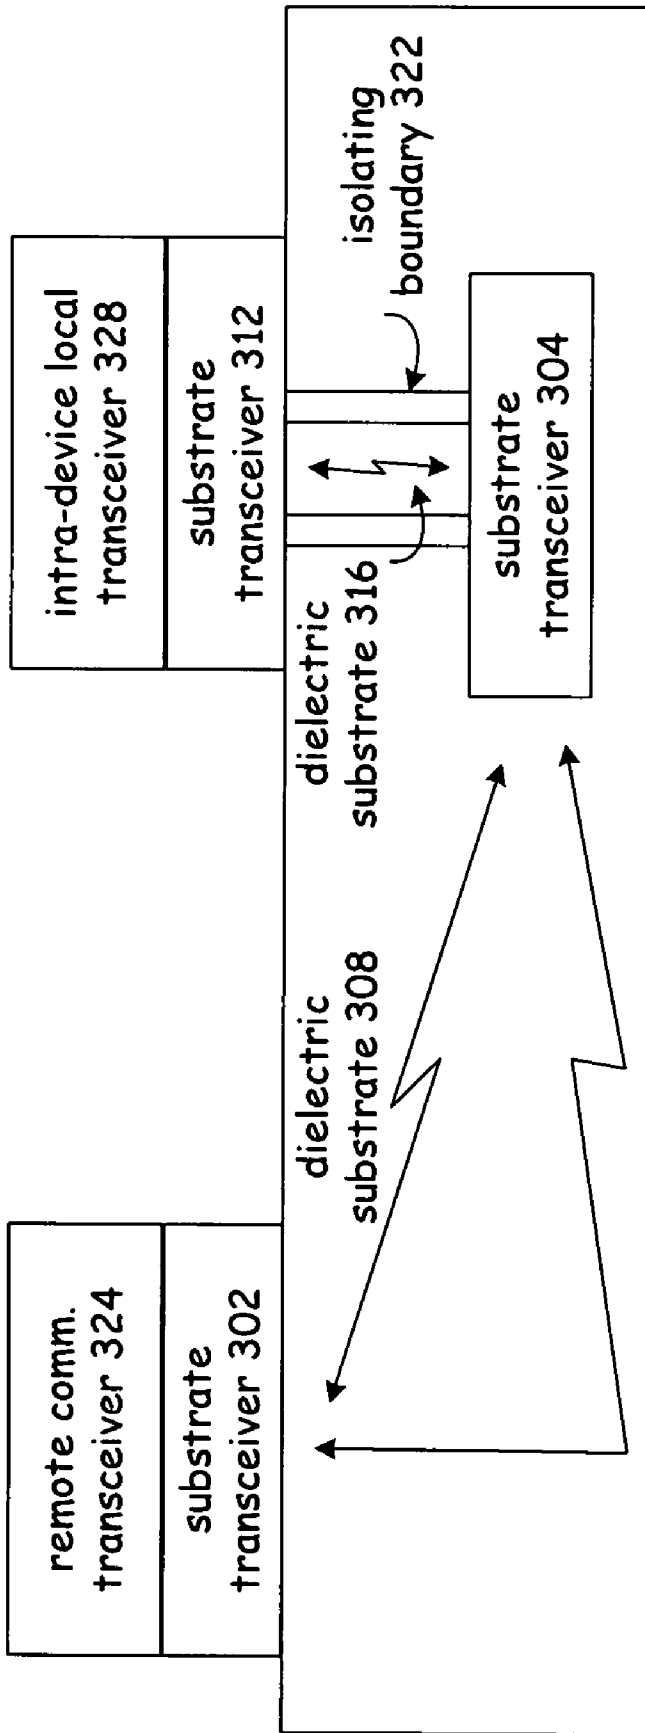 remote comm.
transceiver 324
substrate
transceiver 302
intra-device local
transceiver 328
substrate
transceiver 312
dielectric
substrate 308
dielectric
substrate 316
isolating
boundary 322
substrate
transceiver 304